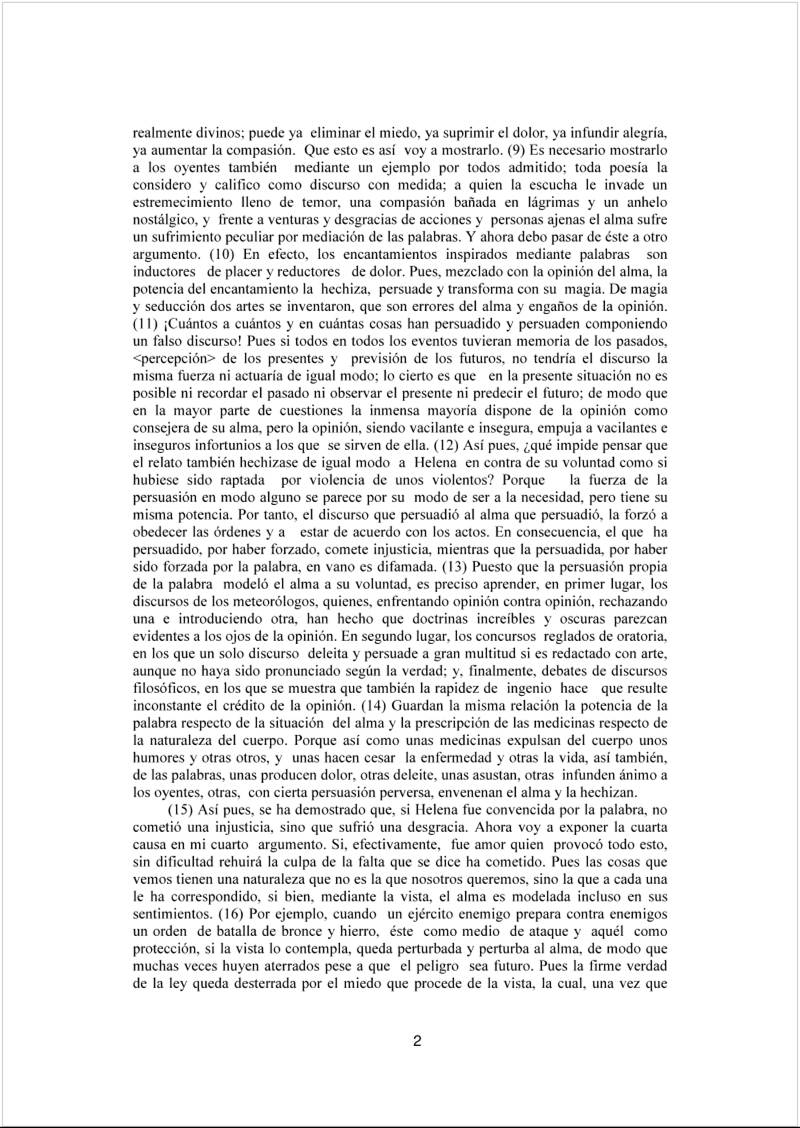 realmente divinos; puede ya eliminar el miedo, ya suprimir el dolor, ya infundir alegría,
ya aumentar la compasión. Que esto es así voy a mostrarlo. (9) Es necesario mostrarlo
a los oyentes también mediante un ejemplo por todos admitido; toda poesía la
considero y califico como discurso con medida; a quien la escucha le invade un
estremecimiento lleno de temor, una compasión bañada en lágrimas y un anhelo
nostálgico, y frente a venturas y desgracias de acciones y personas ajenas el alma sufre
un sufrimiento peculiar por mediación de las palabras. Y ahora debo pasar de éste a otro
argumento. (10) En efecto, los encantamientos inspirados mediante palabras son
inductores de placer y reductores de dolor. Pues, mezclado con la opinión del alma, la
potencia del encantamiento la hechiza, persuade y transforma con su magia. De magia
y seducción dos artes se inventaron, que son errores del alma y engaños de la opinión.
(11) ¡Cuántos a cuántos y en cuántas cosas han persuadido y persuaden componiendo
un falso discurso! Pues si todos en todos los eventos tuvieran memoria de los pasados,
<percepción> de los presentes y previsión de los futuros, no tendría el discurso la
misma fuerza ni actuaría de igual modo; lo cierto es que en la presente situación no es
posible ni recordar el pasado ni observar el presente ni predecir el futuro; de modo que
en la mayor parte de cuestiones la inmensa mayoría dispone de la opinión como
consejera de su alma, pero la opinión, siendo vacilante e insegura, empuja a vacilantes e
inseguros infortunios a los que se sirven de ella. (12) Así pues, ¿qué impide pensar que
el relato también hechizase de igual modo a Helena en contra de su voluntad como si
hubiese sido raptada por violencia de unos violentos? Porque la fuerza de la
persuasión en modo alguno se parece por su modo de ser a la necesidad, pero tiene su
misma potencia. Por tanto, el discurso que persuadió al alma que persuadió, la forzó a
obedecer las órdenes y a estar de acuerdo con los actos. En consecuencia, el que ha
persuadido, por haber forzado, comete injusticia, mientras que la persuadida, por haber
sido forzada por la palabra, en vano es difamada. (13) Puesto que la persuasión propia
de la palabra modeló el alma a su voluntad, es preciso aprender, en primer lugar, los
discursos de los meteorólogos, quienes, enfrentando opinión contra opinión, rechazando
una e introduciendo otra, han hecho que doctrinas increíbles y oscuras parezcan
evidentes a los ojos de la opinión. En segundo lugar, los concursos reglados de oratoria,
en los que un solo discurso deleita y persuade a gran multitud si es redactado con arte,
aunque no haya sido pronunciado según la verdad; y, finalmente, debates de discursos
filosóficos, en los que se muestra que también la rapidez de ingenio hace que resulte
inconstante el crédito de la opinión. (14) Guardan la misma relación la potencia de la
palabra respecto de la situación del alma y la prescripción de las medicinas respecto de
la naturaleza del cuerpo. Porque así como unas medicinas expulsan del cuerpo unos
humores y otras otros, y unas hacen cesar la enfermedad y otras la vida, así también,
de las palabras, unas producen dolor, otras deleite, unas asustan, otras infunden ánimo a
los oyentes, otras, con cierta persuasión perversa, envenenan el alma y la hechizan.
(15) Así pues, se ha demostrado que, si Helena fue convencida por la palabra, no
cometió una injusticia, sino que sufrió una desgracia. Ahora voy a exponer la cuarta
causa en mi cuarto argumento. Si, efectivamente, fue amor quien provocó todo esto,
sin dificultad rehuirá la culpa de la falta que se dice ha cometido. Pues las cosas que
vemos tienen una naturaleza que no es la que nosotros queremos, sino la que a cada una
le ha correspondido, si bien, mediante la vista, el alma es modelada incluso en sus
sentimientos. (16) Por ejemplo, cuando un ejército enemigo prepara contra enemigos
un orden de batalla de bronce y hierro, éste como medio de ataque y aquél como
protección, si la vista lo contempla, queda perturbada y perturba al alma, de modo que
muchas veces huyen aterrados pese a que el peligro sea futuro. Pues la firme verdad
de la ley queda desterrada por el miedo que procede de la vista, la cual, una vez que
2